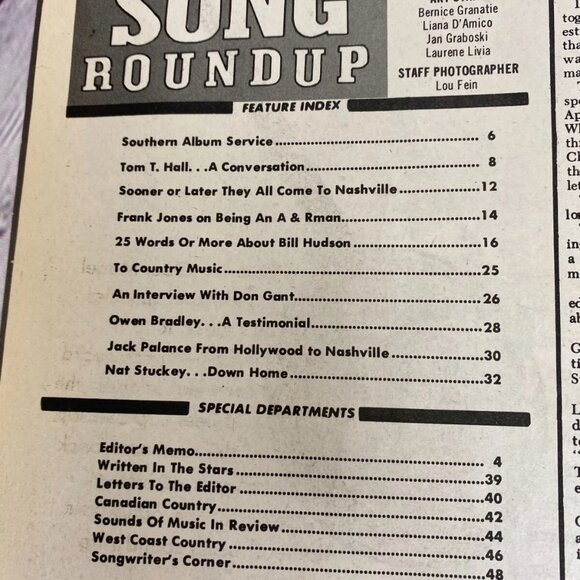 SONG
ROUNDUP
Bernice Granatie
Liana D'Amico
Jan Graboski
Laurene Livia
STAFF PHOTOGRAPHER
Lou Fein
FEATURE INDEX
Southern Album Service 6
Tom T. Hall. . .A Conversation 8
Sooner or Later They All Come To Nashville 12
Frank Jones on Being An A & Rman 14
25 Words Or More About Bill Hudson 16
To Country Music 25
An Interview With Don Gant 26
Owen Bradley. . .A Testimonial 28
Jack Palance From Hollywood to Nashville 30
Nat Stuckey. . .Down Home 32
SPECIAL DEPARTMENTS
Editor's Memo 4
Written In The Stars 39
Letters To The Editor 40
Canadian Country 42
Sounds Of Music In Review 44
West Coast Country 46
Songwriter's Corner 48